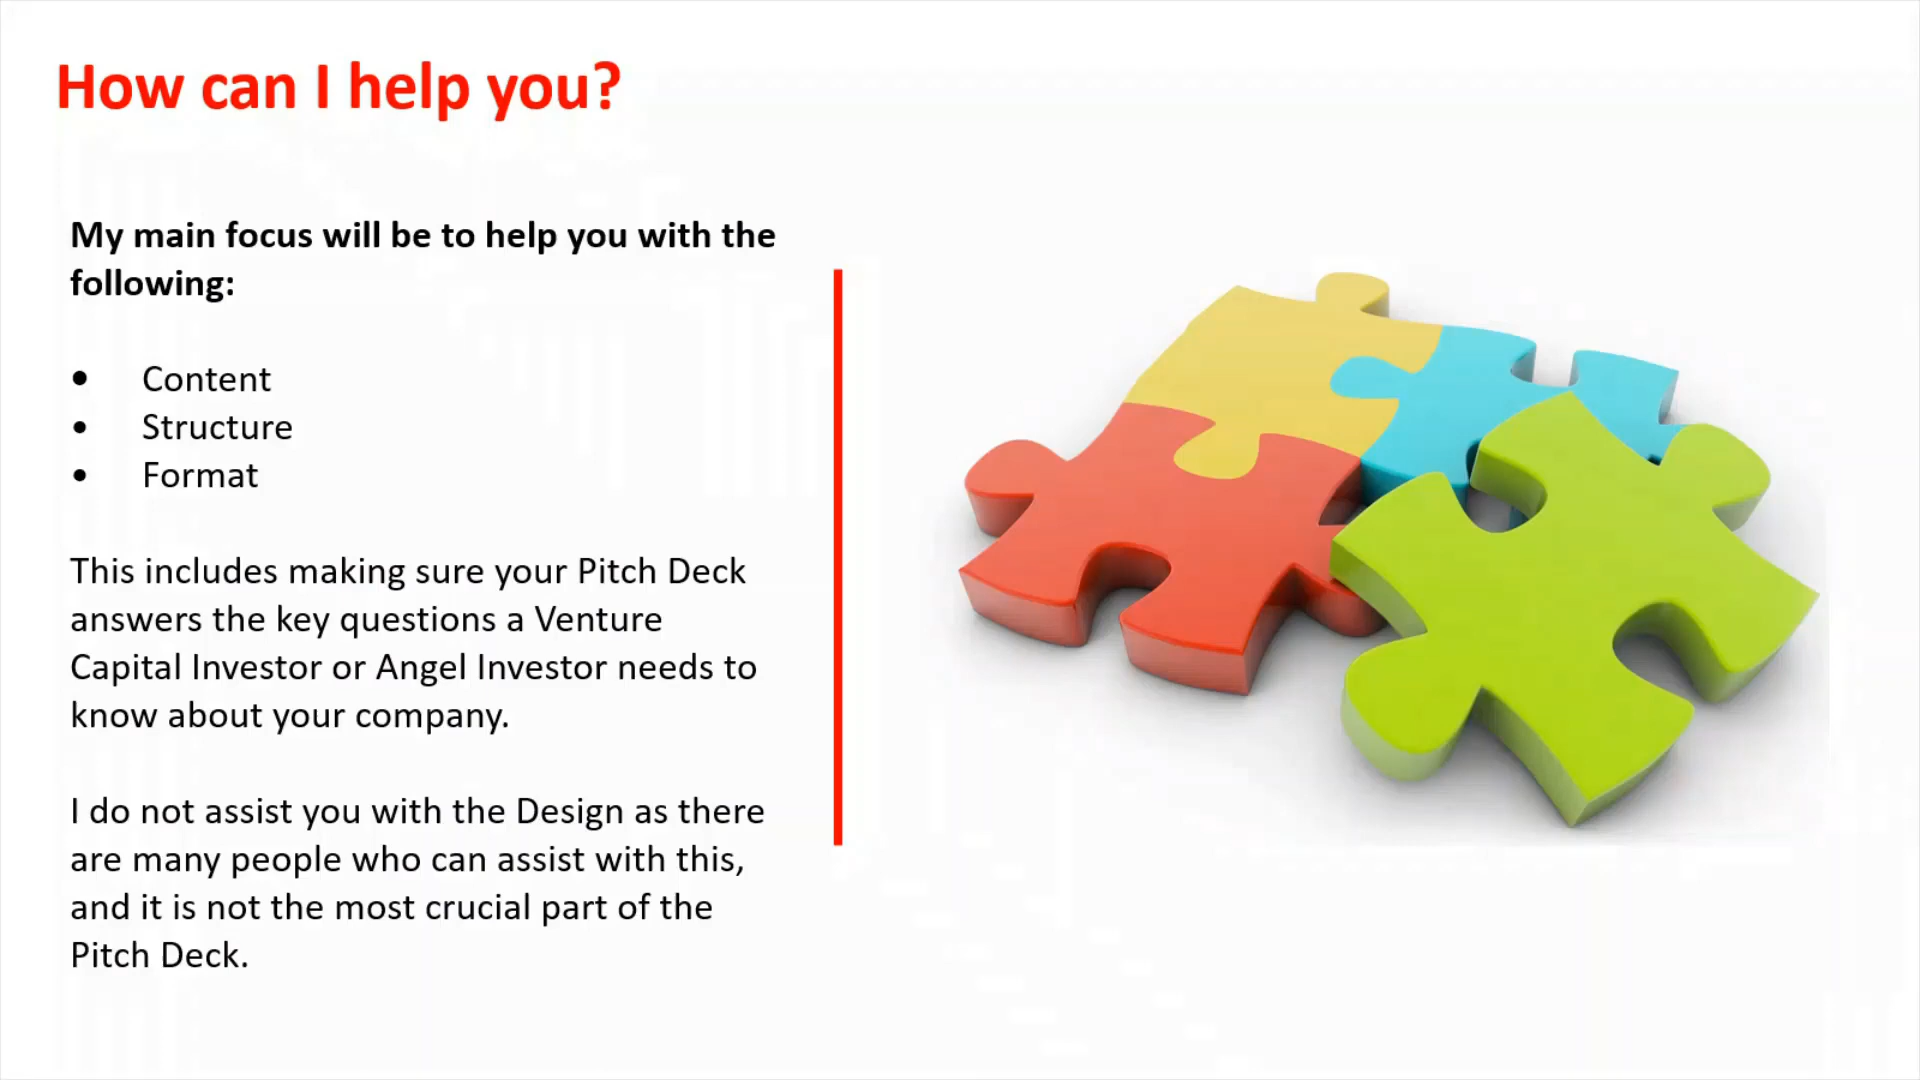 How can I help you?
My main focus will be to help you with the
following:
• Content
• Structure
• Format
This includes making sure your Pitch Deck
answers the key questions a Venture
Capital Investor or Angel Investor needs to
know about your company.
I do not assist you with the Design as there
are many people who can assist with this,
and it is not the most crucial part of the
Pitch Deck.